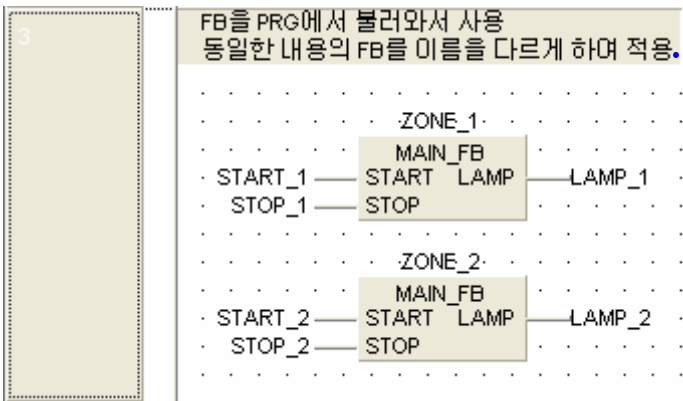 3
FB을 PRG에서 불러와서 사용
동일한 내용의 FB를 이름을 다르게 하여 적용.
ZONE_1
MAIN_FB
START_1 START LAMP LAMP_1
STOP_1 STOP
ZONE_2
MAIN_FB
START_2 START LAMP LAMP_2
STOP_2 STOP